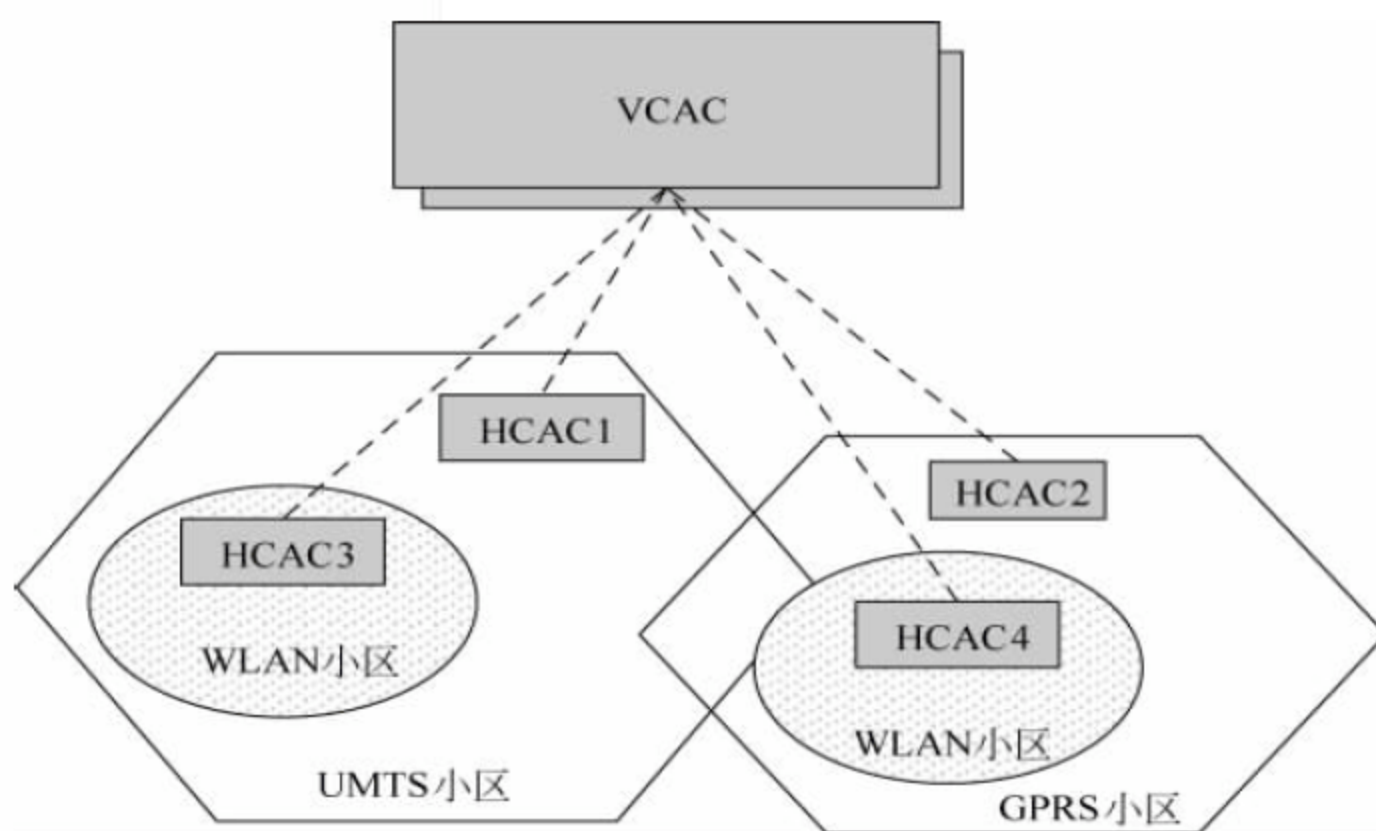 VCAC
HCAC1
HCAC2
HCAC3
HCAC4
WLAN小区
WLAN小区
UMTS小区
GPRS小区